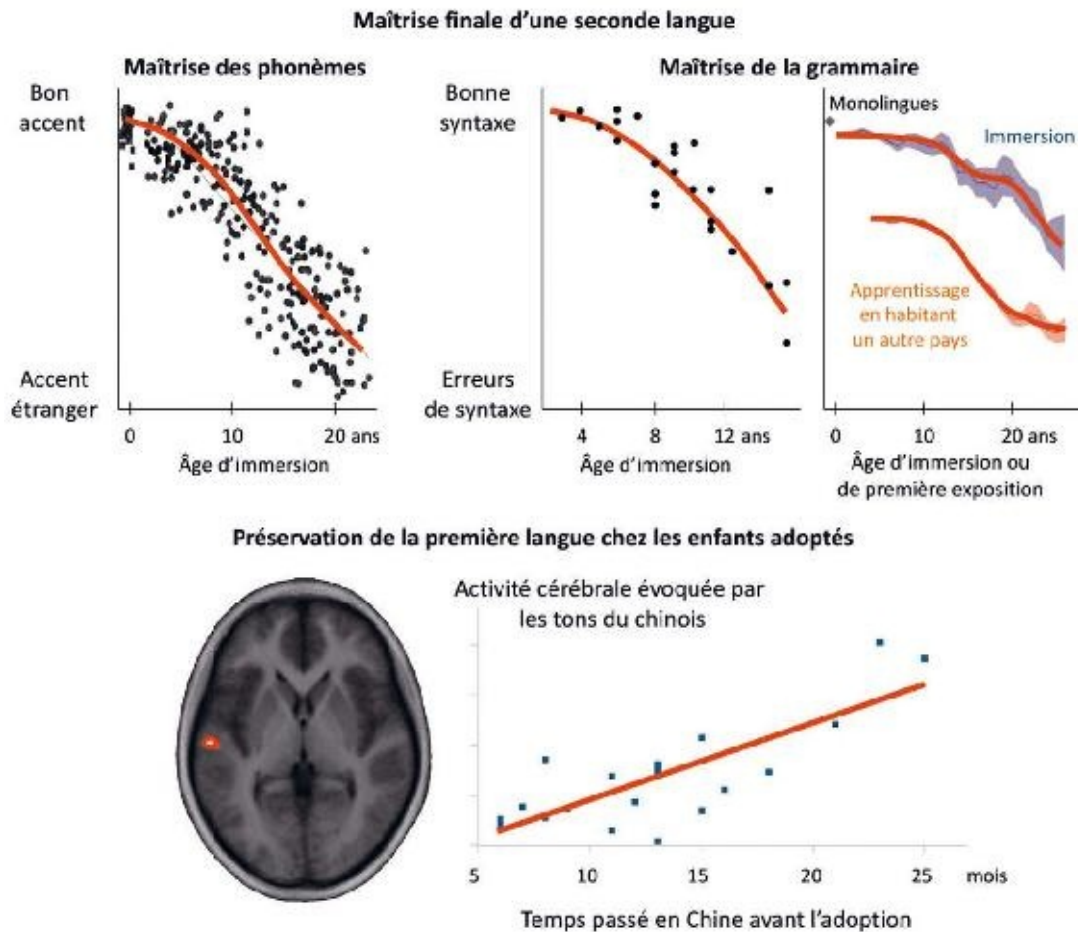 Maîtrise finale d’une seconde langue
Maîtrise des phonèmes
Bon
accent
Accent
étranger
0 10 20 ans
Âge d’immersion
Maîtrise de la grammaire
Bonne
syntaxe
Erreurs
de syntaxe
4 8 12 ans
Âge d’immersion
Monolingues
Immersion
Apprentissage
en habitant
un autre pays
0 10 20 ans
Âge d’immersion ou
de première exposition
Préservation de la première langue chez les enfants adoptés
Activité cérébrale évoquée par
les tons du chinois
5 10 15 20 25 mois
Temps passé en Chine avant l’adoption